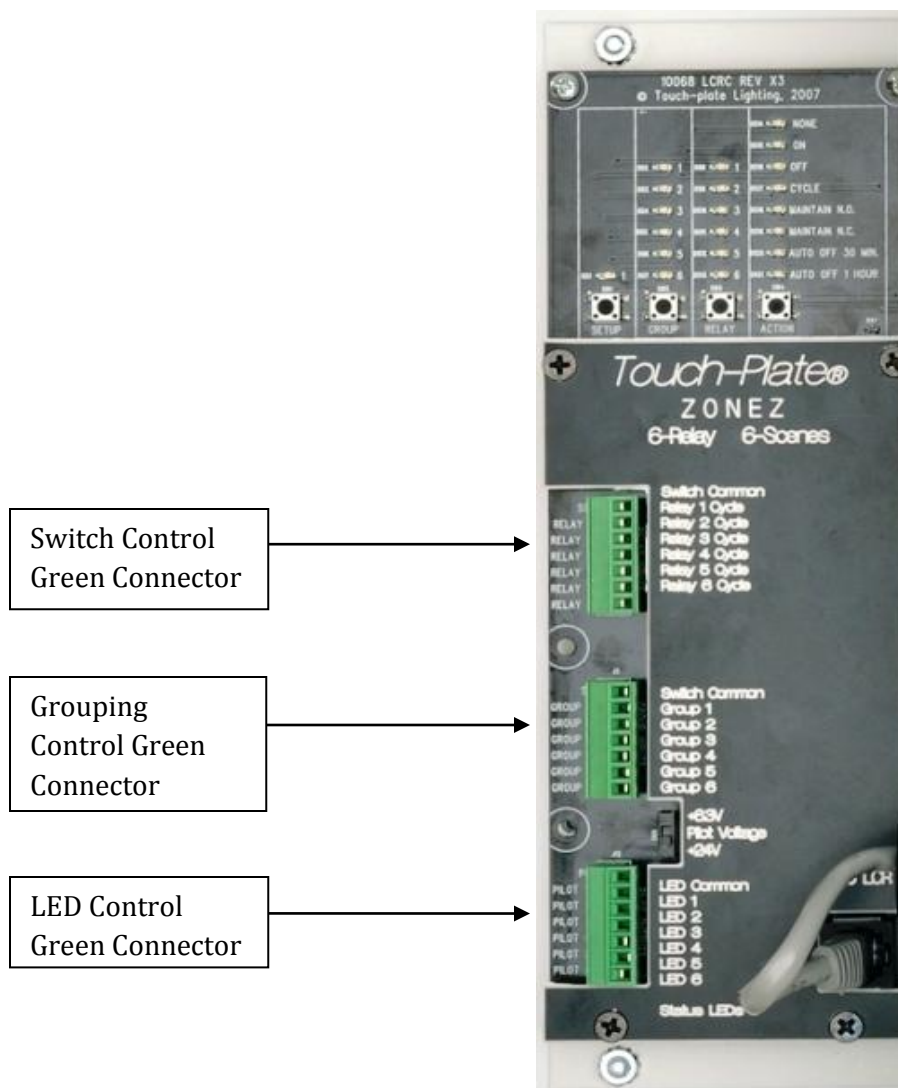 10068 LCRC REV X3
© Touch-plate Lighting, 2007
NONE
ON
1 1 OFF
2 2 CYCLE
3 3 MAINTAIN N.O.
4 4 MAINTAIN N.C.
5 5 AUTO OFF 30 MIN.
1 6 6 AUTO OFF 1 HOUR
SETUP GROUP RELAY ACTION
Touch-Plate®
ZONEZ
6-Relay 6-Scenes
Switch Control
Green Connector
Switch Common
Relay 1 Cycle
RELAY Relay 2 Cycle
RELAY Relay 3 Cycle
RELAY Relay 4 Cycle
RELAY Relay 5 Cycle
RELAY Relay 6 Cycle
RELAY
Grouping
Control Green
Connector
Switch Common
GROUP Group 1
GROUP Group 2
GROUP Group 3
GROUP Group 4
GROUP Group 5
GROUP Group 6
+6.3V
Pilot Voltage
+24V
LED Control
Green Connector
LED Common
PILOT LED 1
PILOT LED 2
PILOT LED 3
PILOT LED 4
PILOT LED 5
PILOT LED 6
LCR
Status LEDs